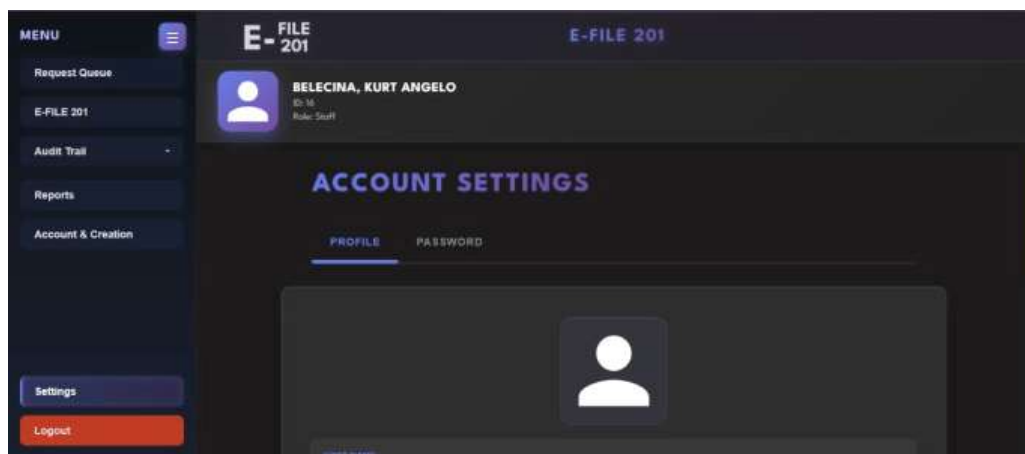 MENU
Request Queue
E-FILE 201
Audit Trail
Reports
Account & Creation
Settings
Logout
E-FILE 201
E-FILE 201
BELECINA, KURT ANGELO
ID: 16
Role: Staff
ACCOUNT SETTINGS
PROFILE PASSWORD